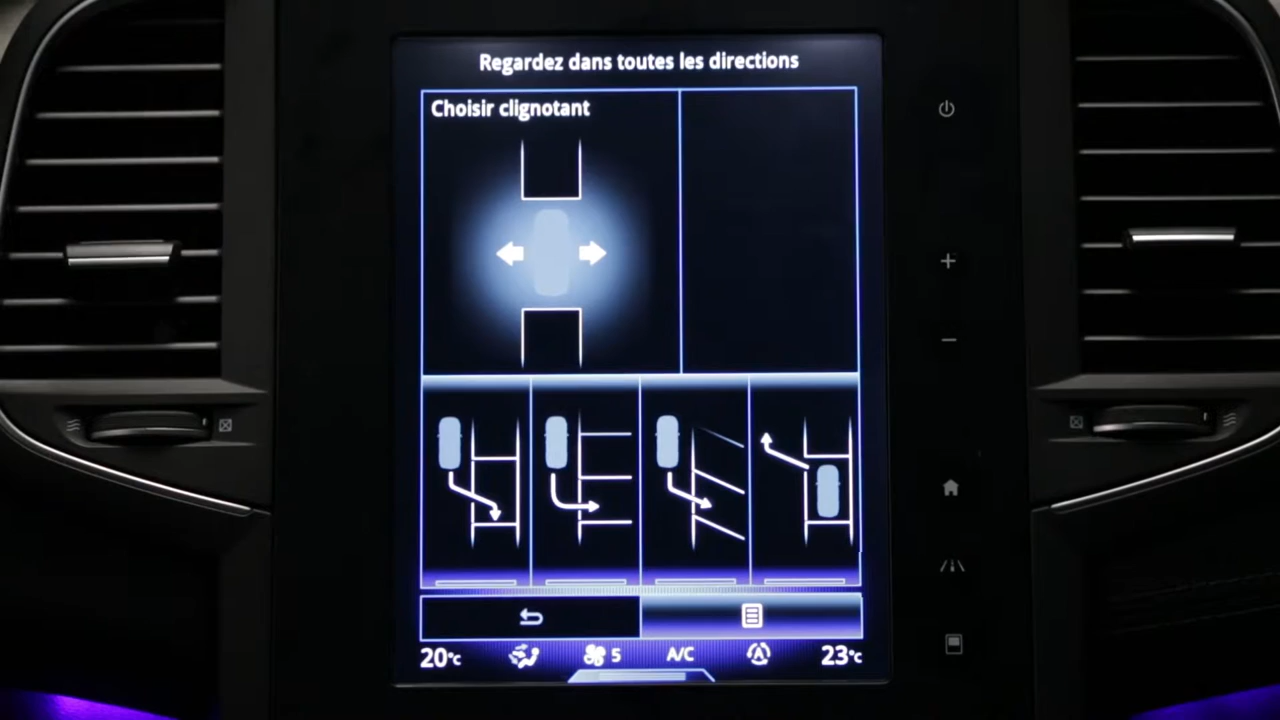 Regardez dans toutes les directions
Choisir clignotant
20°C 5 A/C A 23°C